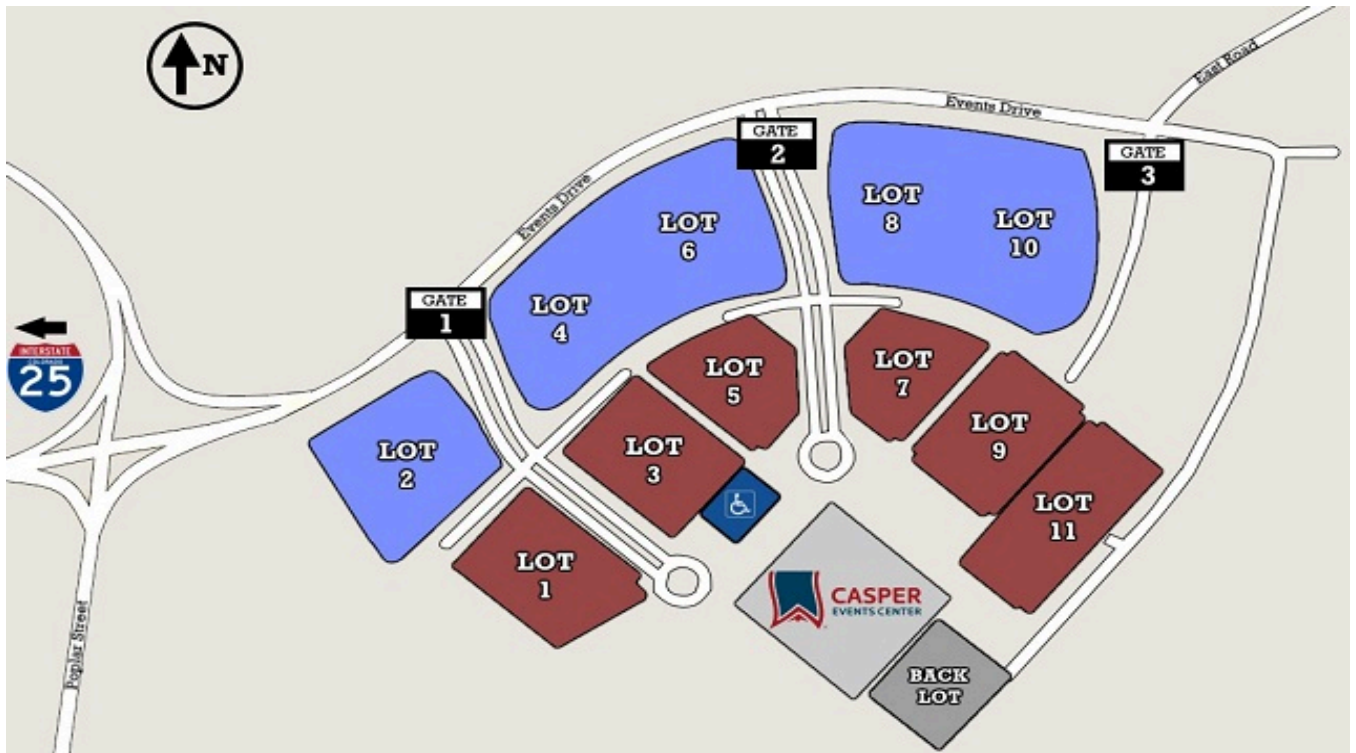 N
East Road
Events Drive
GATE
2
GATE
3
LOT
8
LOT
6
LOT
10
Events Drive
GATE
1
LOT
4
INTERSTATE
COLORADO
25
LOT
5
LOT
7
LOT
2
LOT
3
LOT
9
LOT
11
LOT
1
CASPER
EVENTS CENTER
Poplar Street
BACK
LOT